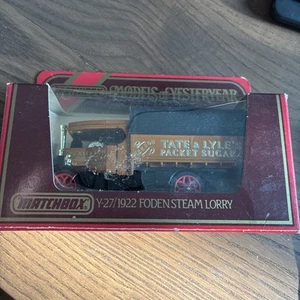 MODELS of YESTERYEAR
TATE & LYLE'S
PACKET SUGAR
MATCHBOX
Y-27/1922 FODEN STEAM LORRY